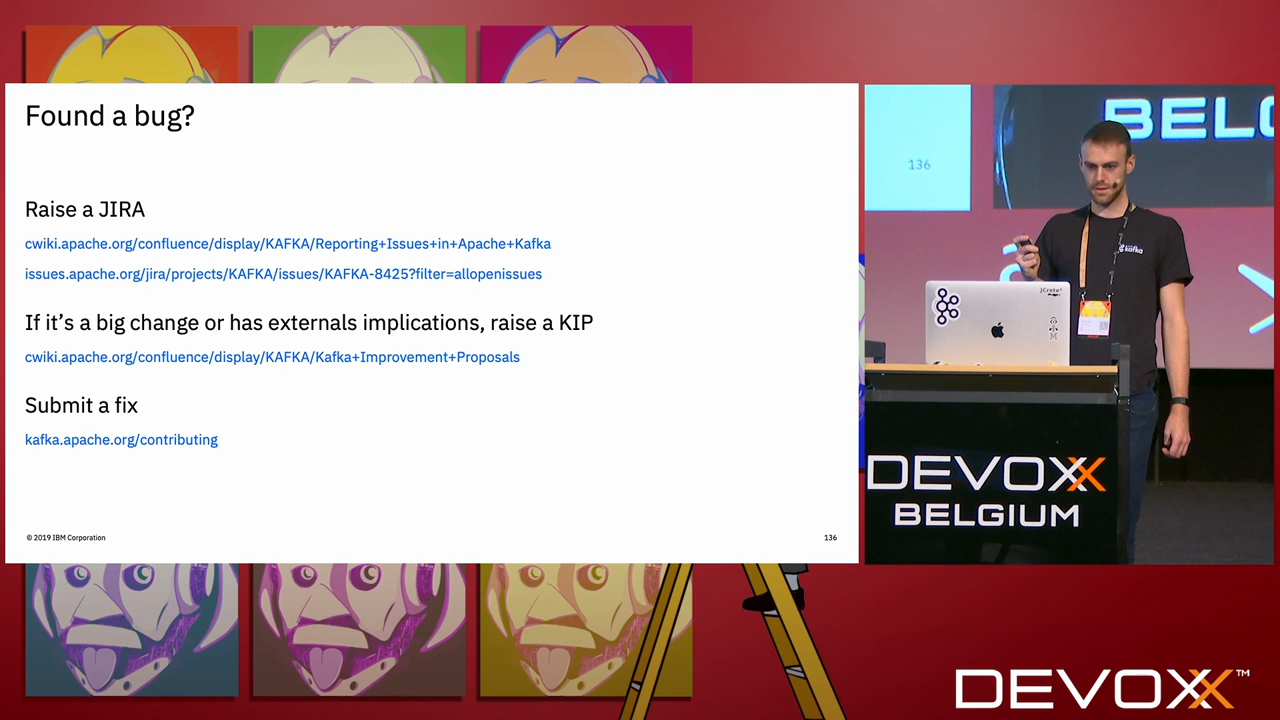 Found a bug?
Raise a JIRA
cwiki.apache.org/confluence/display/KAFKA/Reporting+Issues+in+Apache+Kafka
issues.apache.org/jira/projects/KAFKA/issues/KAFKA-8425?filter=allopenissues
If it's a big change or has externals implications, raise a KIP
cwiki.apache.org/confluence/display/KAFKA/Kafka+Improvement+Proposals
Submit a fix
kafka.apache.org/contributing
© 2019 IBM Corporation
136
BELG
136
kafka
jCrete
DEVOXX
BELGIUM
DEVOXX™